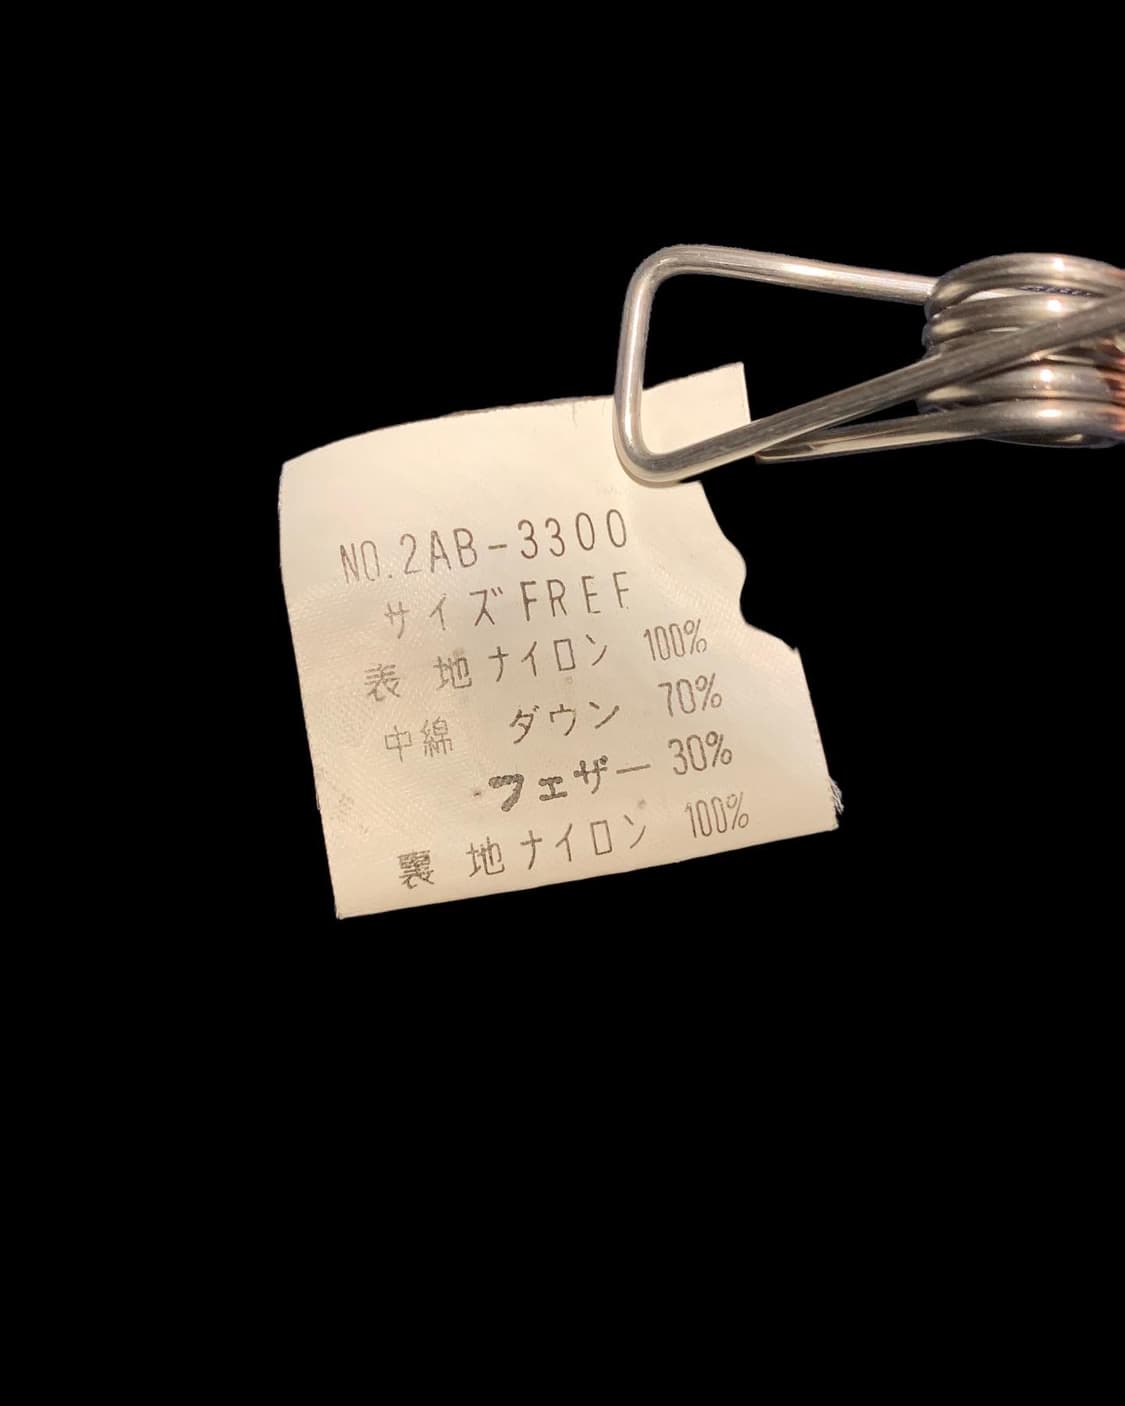 NO.2AB-3300
サイズFREE
表 地ナイロン 100%
中綿 ダウン 70%
フェザー 30%
裏 地ナイロン 100%